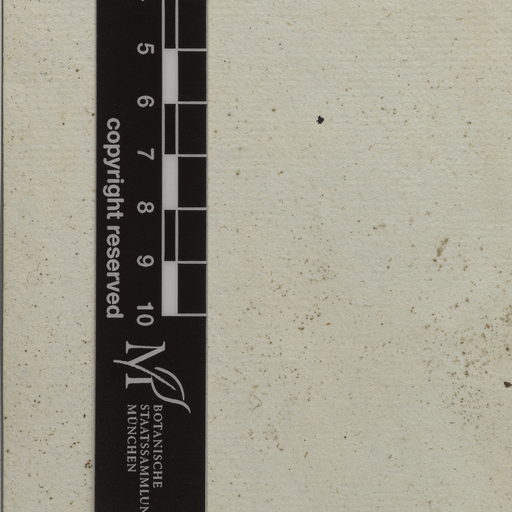 5
6
7
8
9
10
copyright reserved
BOTANISCHE
STAATSSAMMLUN
MÜNCHEN